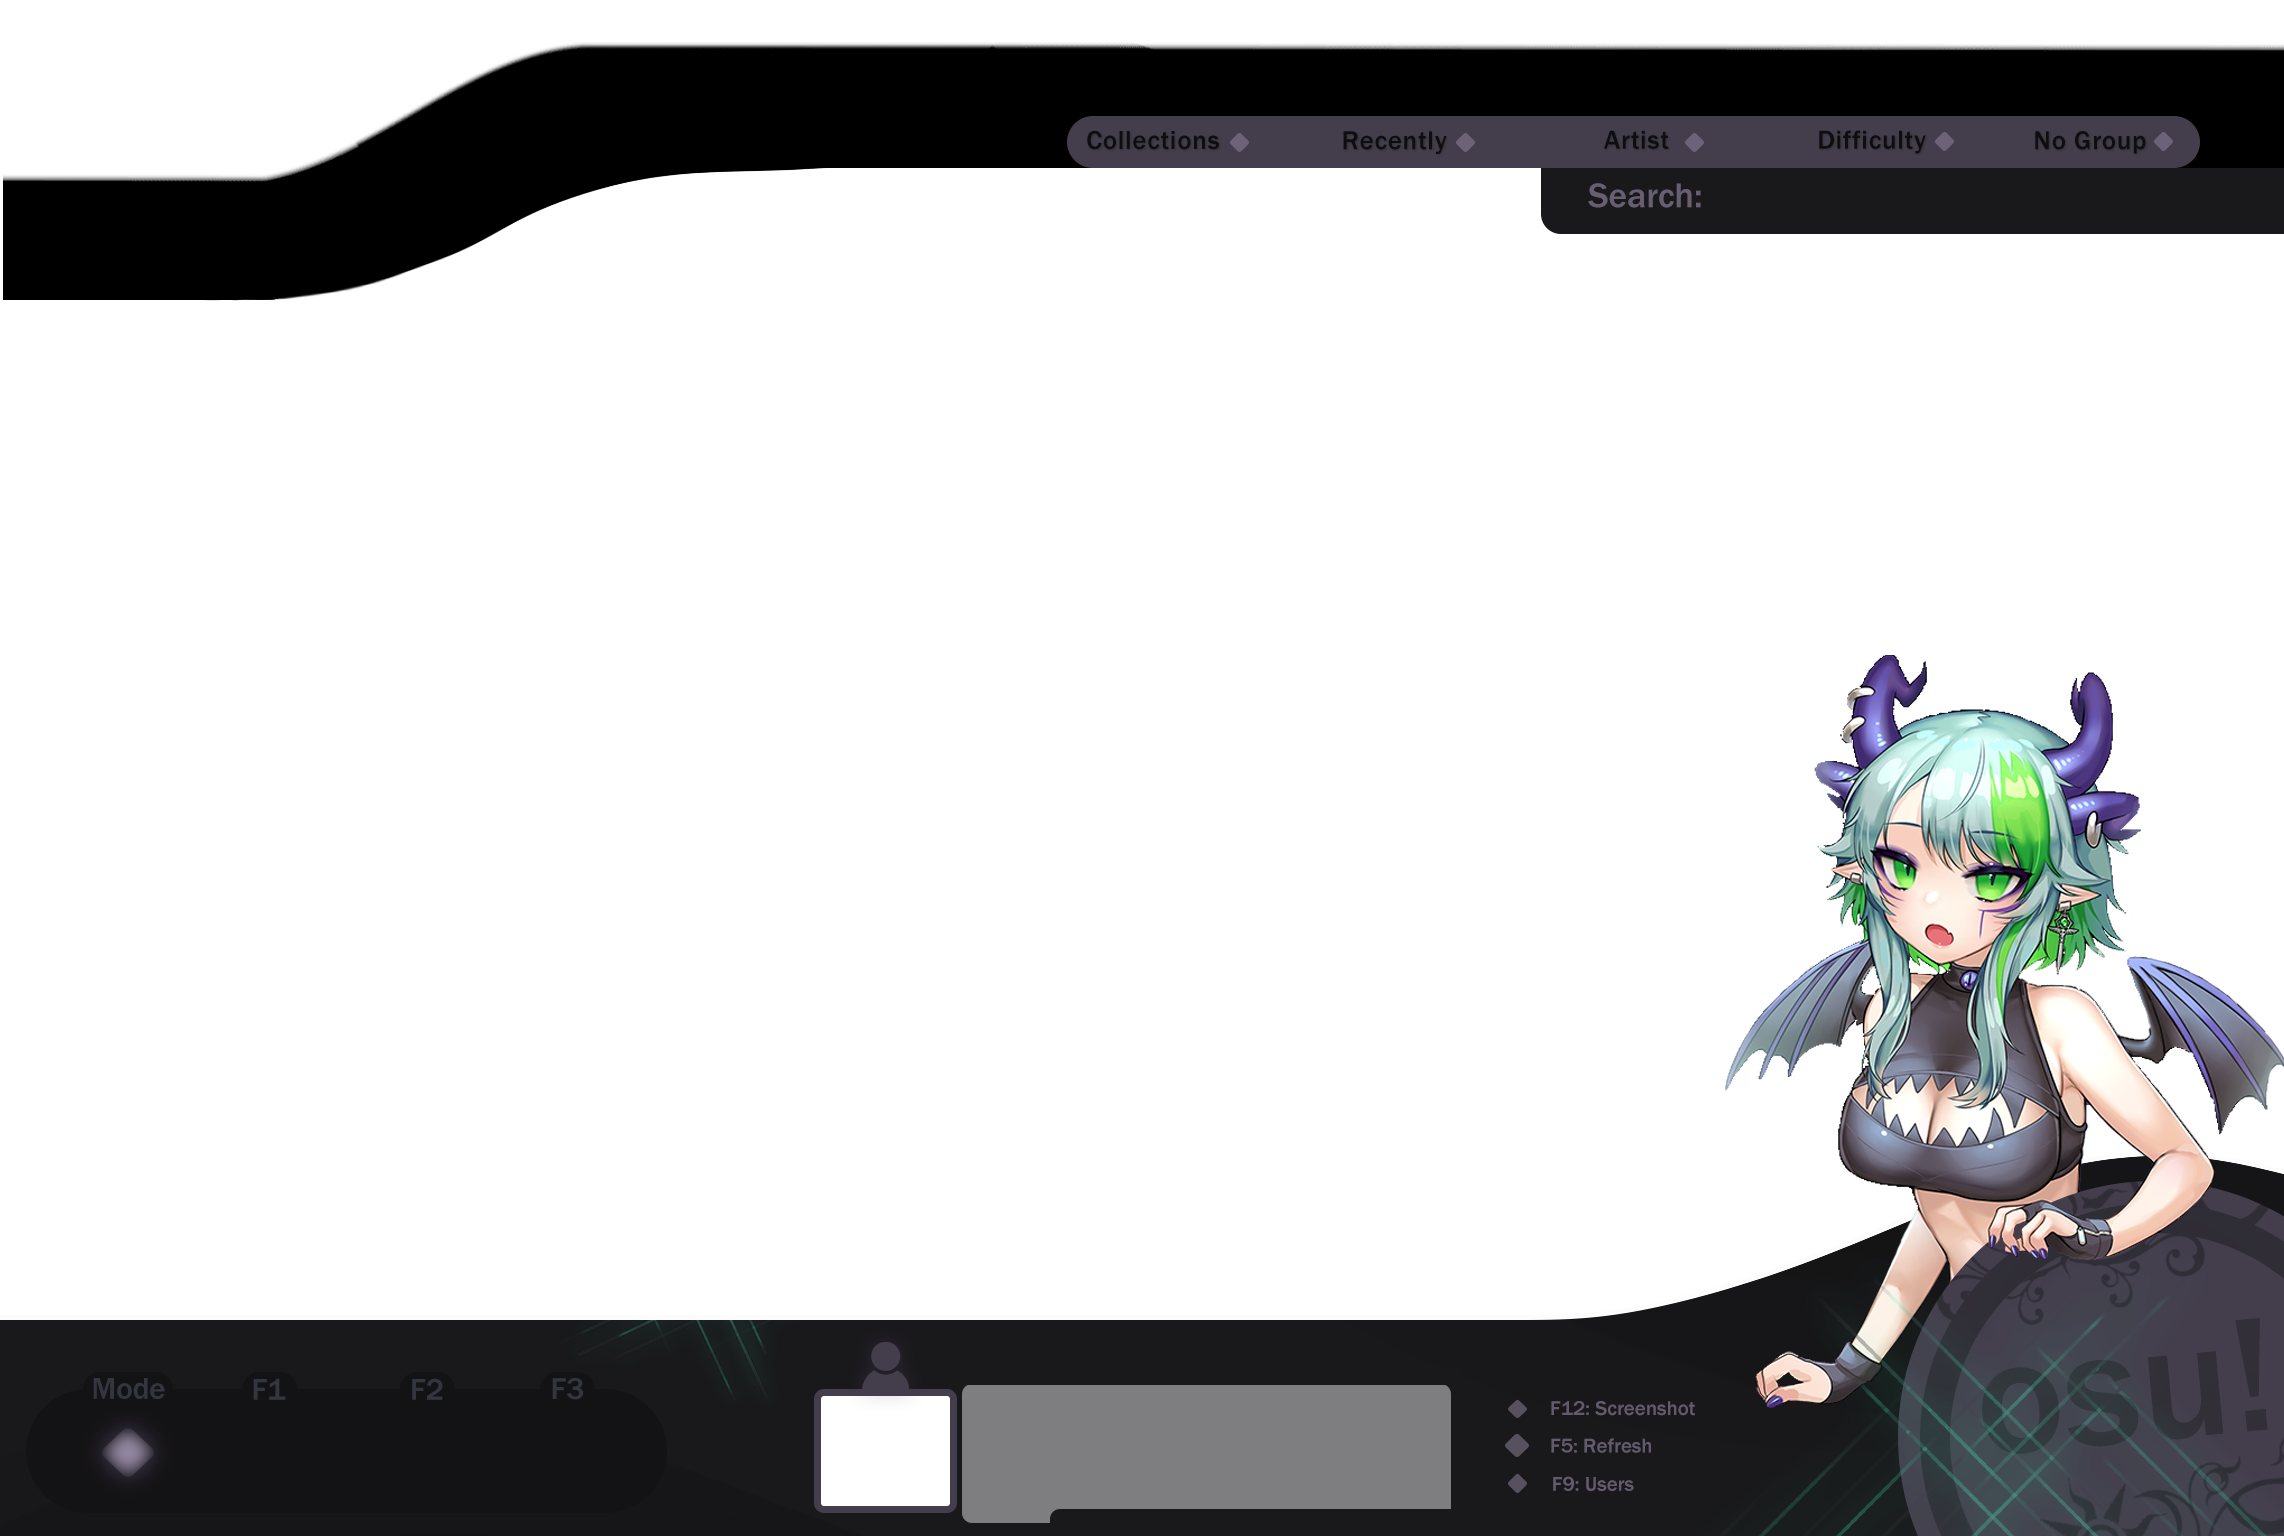 Collections Recently Artist Difficulty No Group
Search:
Mode F1 F2 F3
F12: Screenshot
F5: Refresh
F9: Users
osu!